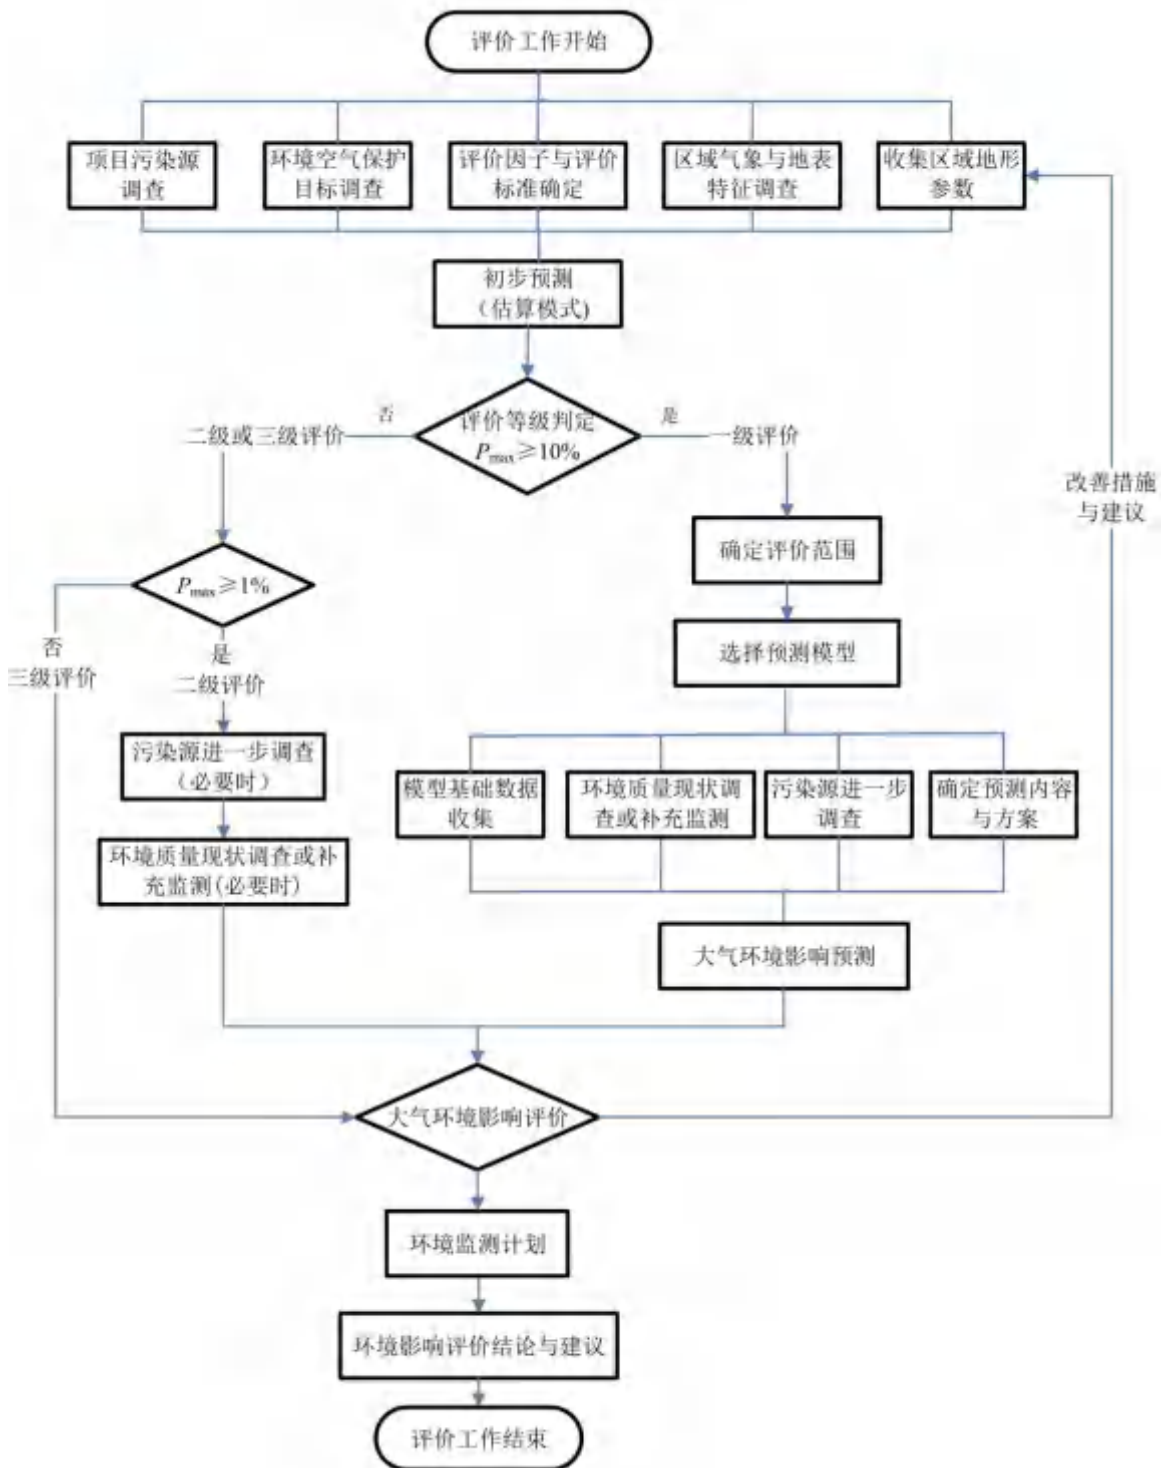 评价工作开始
项目污染源
调查
环境空气保护
目标调查
评价因子与评价
标准确定
区域气象与地表
特征调查
收集区域地形
参数
初步预测
（估算模式)
评价等级判定
Pmax≥10%
否
二级或三级评价
是
一级评价
改善措施
与建议
确定评价范围
Pmax≥1%
选择预测模型
否
三级评价
是
二级评价
污染源进一步调查
（必要时）
环境质量现状调查或补
充监测(必要时)
模型基础数据
收集
环境质量现状调
查或补充监测
污染源进一步
调查
确定预测内容
与方案
大气环境影响预测
大气环境影响评价
环境监测计划
环境影响评价结论与建议
评价工作结束